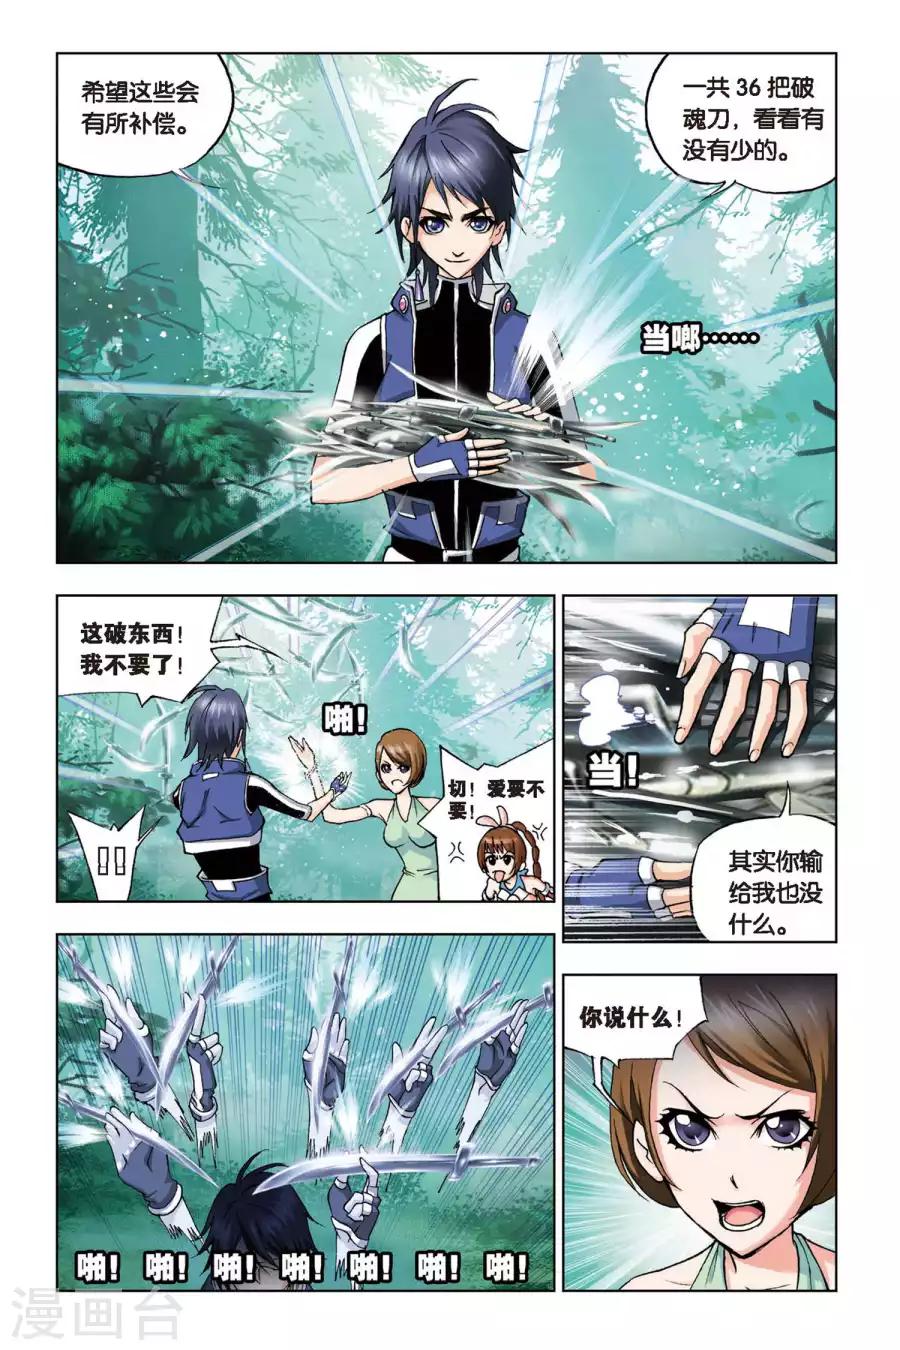 希望这些会
有所补偿。
一共 36 把破
魂刀，看看有
没有少的。
当啷……
这破东西！
我不要了！
啪！
切！爱要不
要！
当！
其实你输
给我也没
什么。
啪！ 啪！ 啪！ 啪！ 啪！ 啪！ 啪！
你说什么！
漫画台